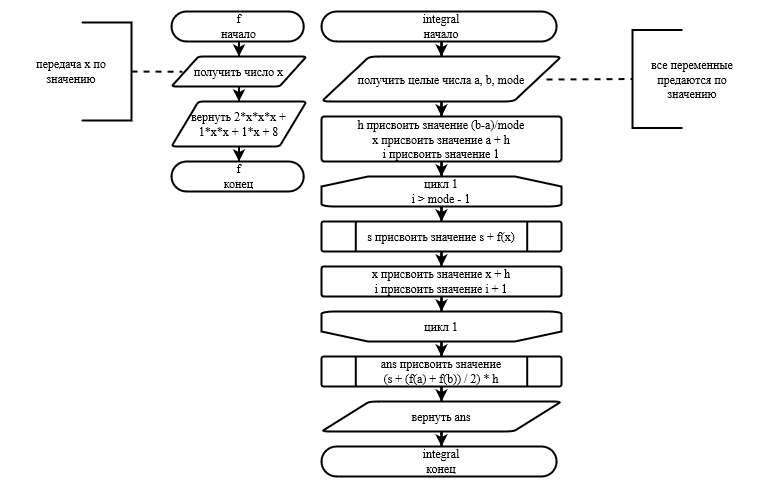 передача x по
значению
f
начало
получить число x
вернуть 2*x*x*x +
1*x*x + 1*x + 8
f
конец
integral
начало
получить целые числа a, b, mode
h присвоить значение (b-a)/mode
x присвоить значение a + h
i присвоить значение 1
цикл 1
i > mode - 1
s присвоить значение s + f(x)
x присвоить значение x + h
i присвоить значение i + 1
цикл 1
ans присвоить значение
(s + (f(a) + f(b)) / 2) * h
вернуть ans
integral
конец
все переменные
предаются по
значению